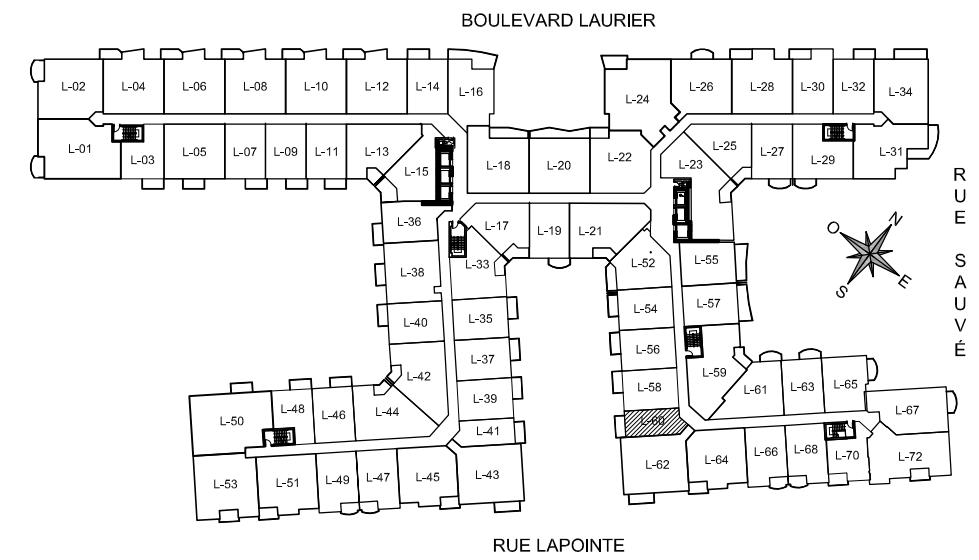 BOULEVARD LAURIER
L-02 L-04 L-06 L-08 L-10 L-12 L-14 L-16 L-24 L-26 L-28 L-30 L-32 L-34
L-01 L-03 L-05 L-07 L-09 L-11 L-13 L-15 L-18 L-20 L-22 L-23 L-25 L-27 L-29 L-31
RUE SAUVÉ
N
O
E
S
L-36 L-17 L-19 L-21
L-38 L-33 L-52 L-55
L-40 L-35 L-54 L-57
L-42 L-37 L-56 L-59
L-39 L-58 L-61 L-63 L-65
L-50 L-48 L-46 L-44 L-41 L-60 L-67
L-53 L-51 L-49 L-47 L-45 L-43 L-62 L-64 L-66 L-68 L-70 L-72
RUE LAPOINTE